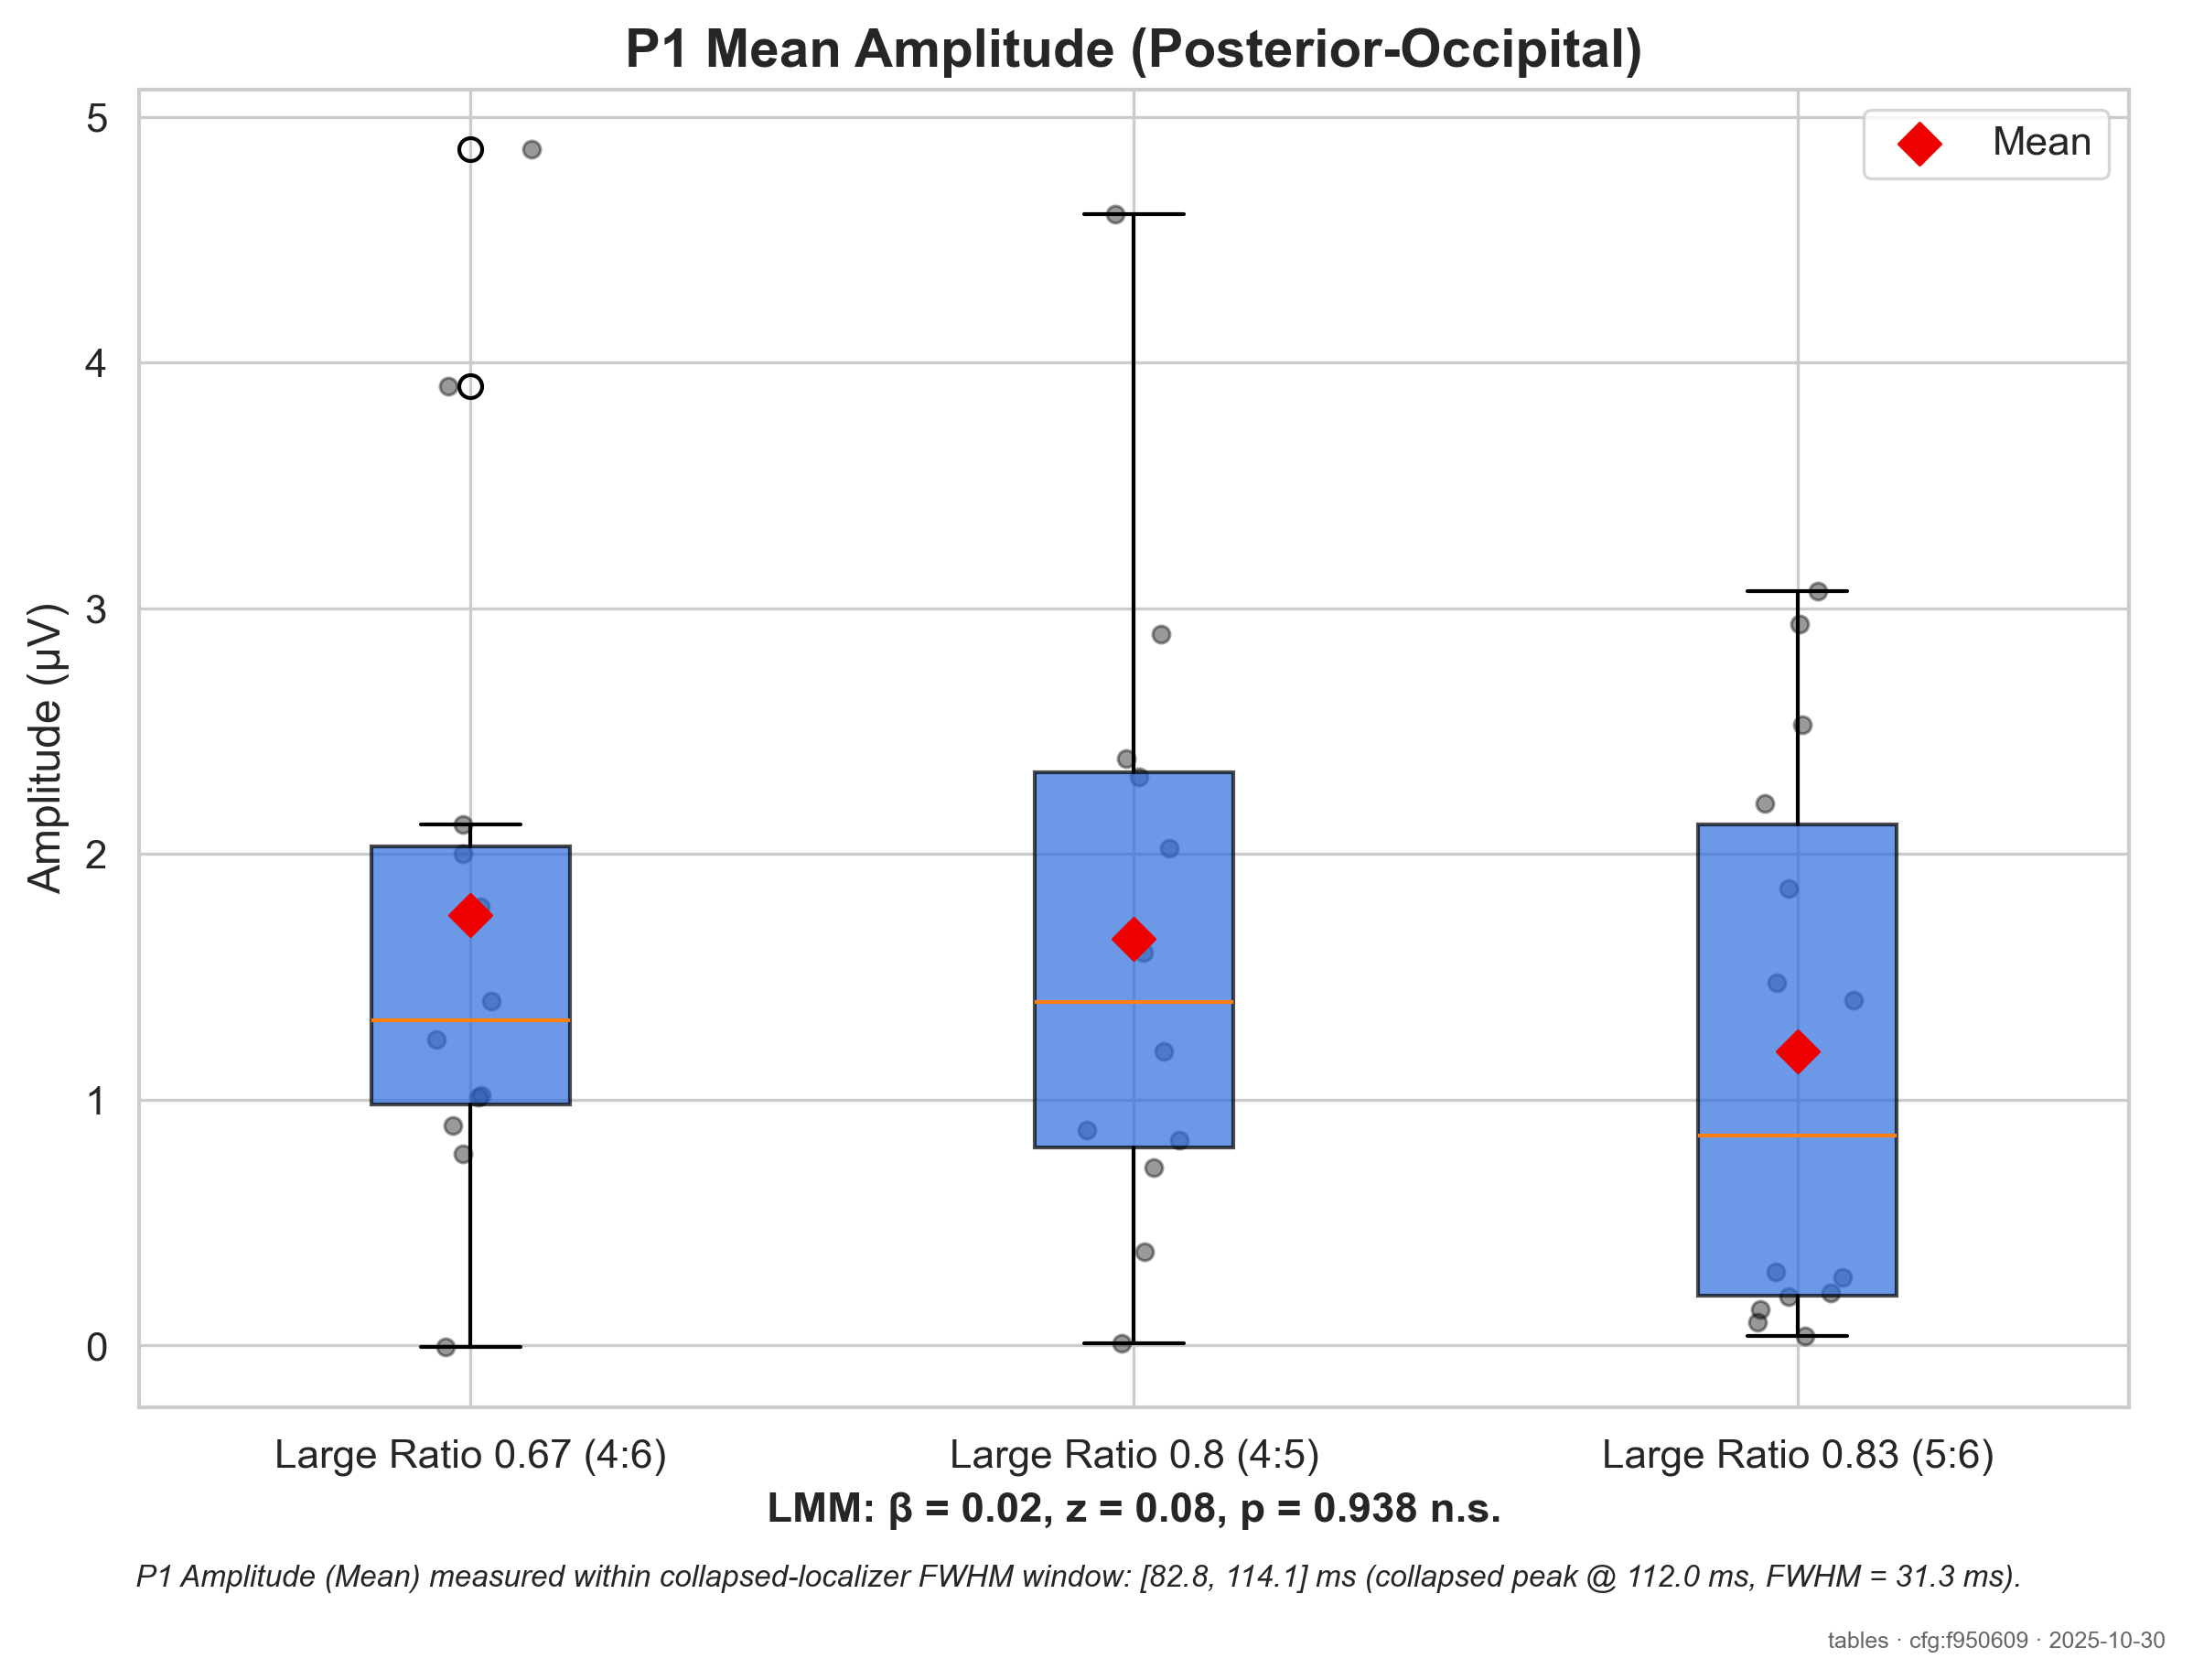 P1 Mean Amplitude (Posterior-Occipital)
Mean
Amplitude (µV)
5
4
3
2
1
0
Large Ratio 0.67 (4:6)
Large Ratio 0.8 (4:5)
Large Ratio 0.83 (5:6)
LMM: β = 0.02, z = 0.08, p = 0.938 n.s.
P1 Amplitude (Mean) measured within collapsed-localizer FWHM window: [82.8, 114.1] ms (collapsed peak @ 112.0 ms, FWHM = 31.3 ms).
tables · cfg:f950609 · 2025-10-30